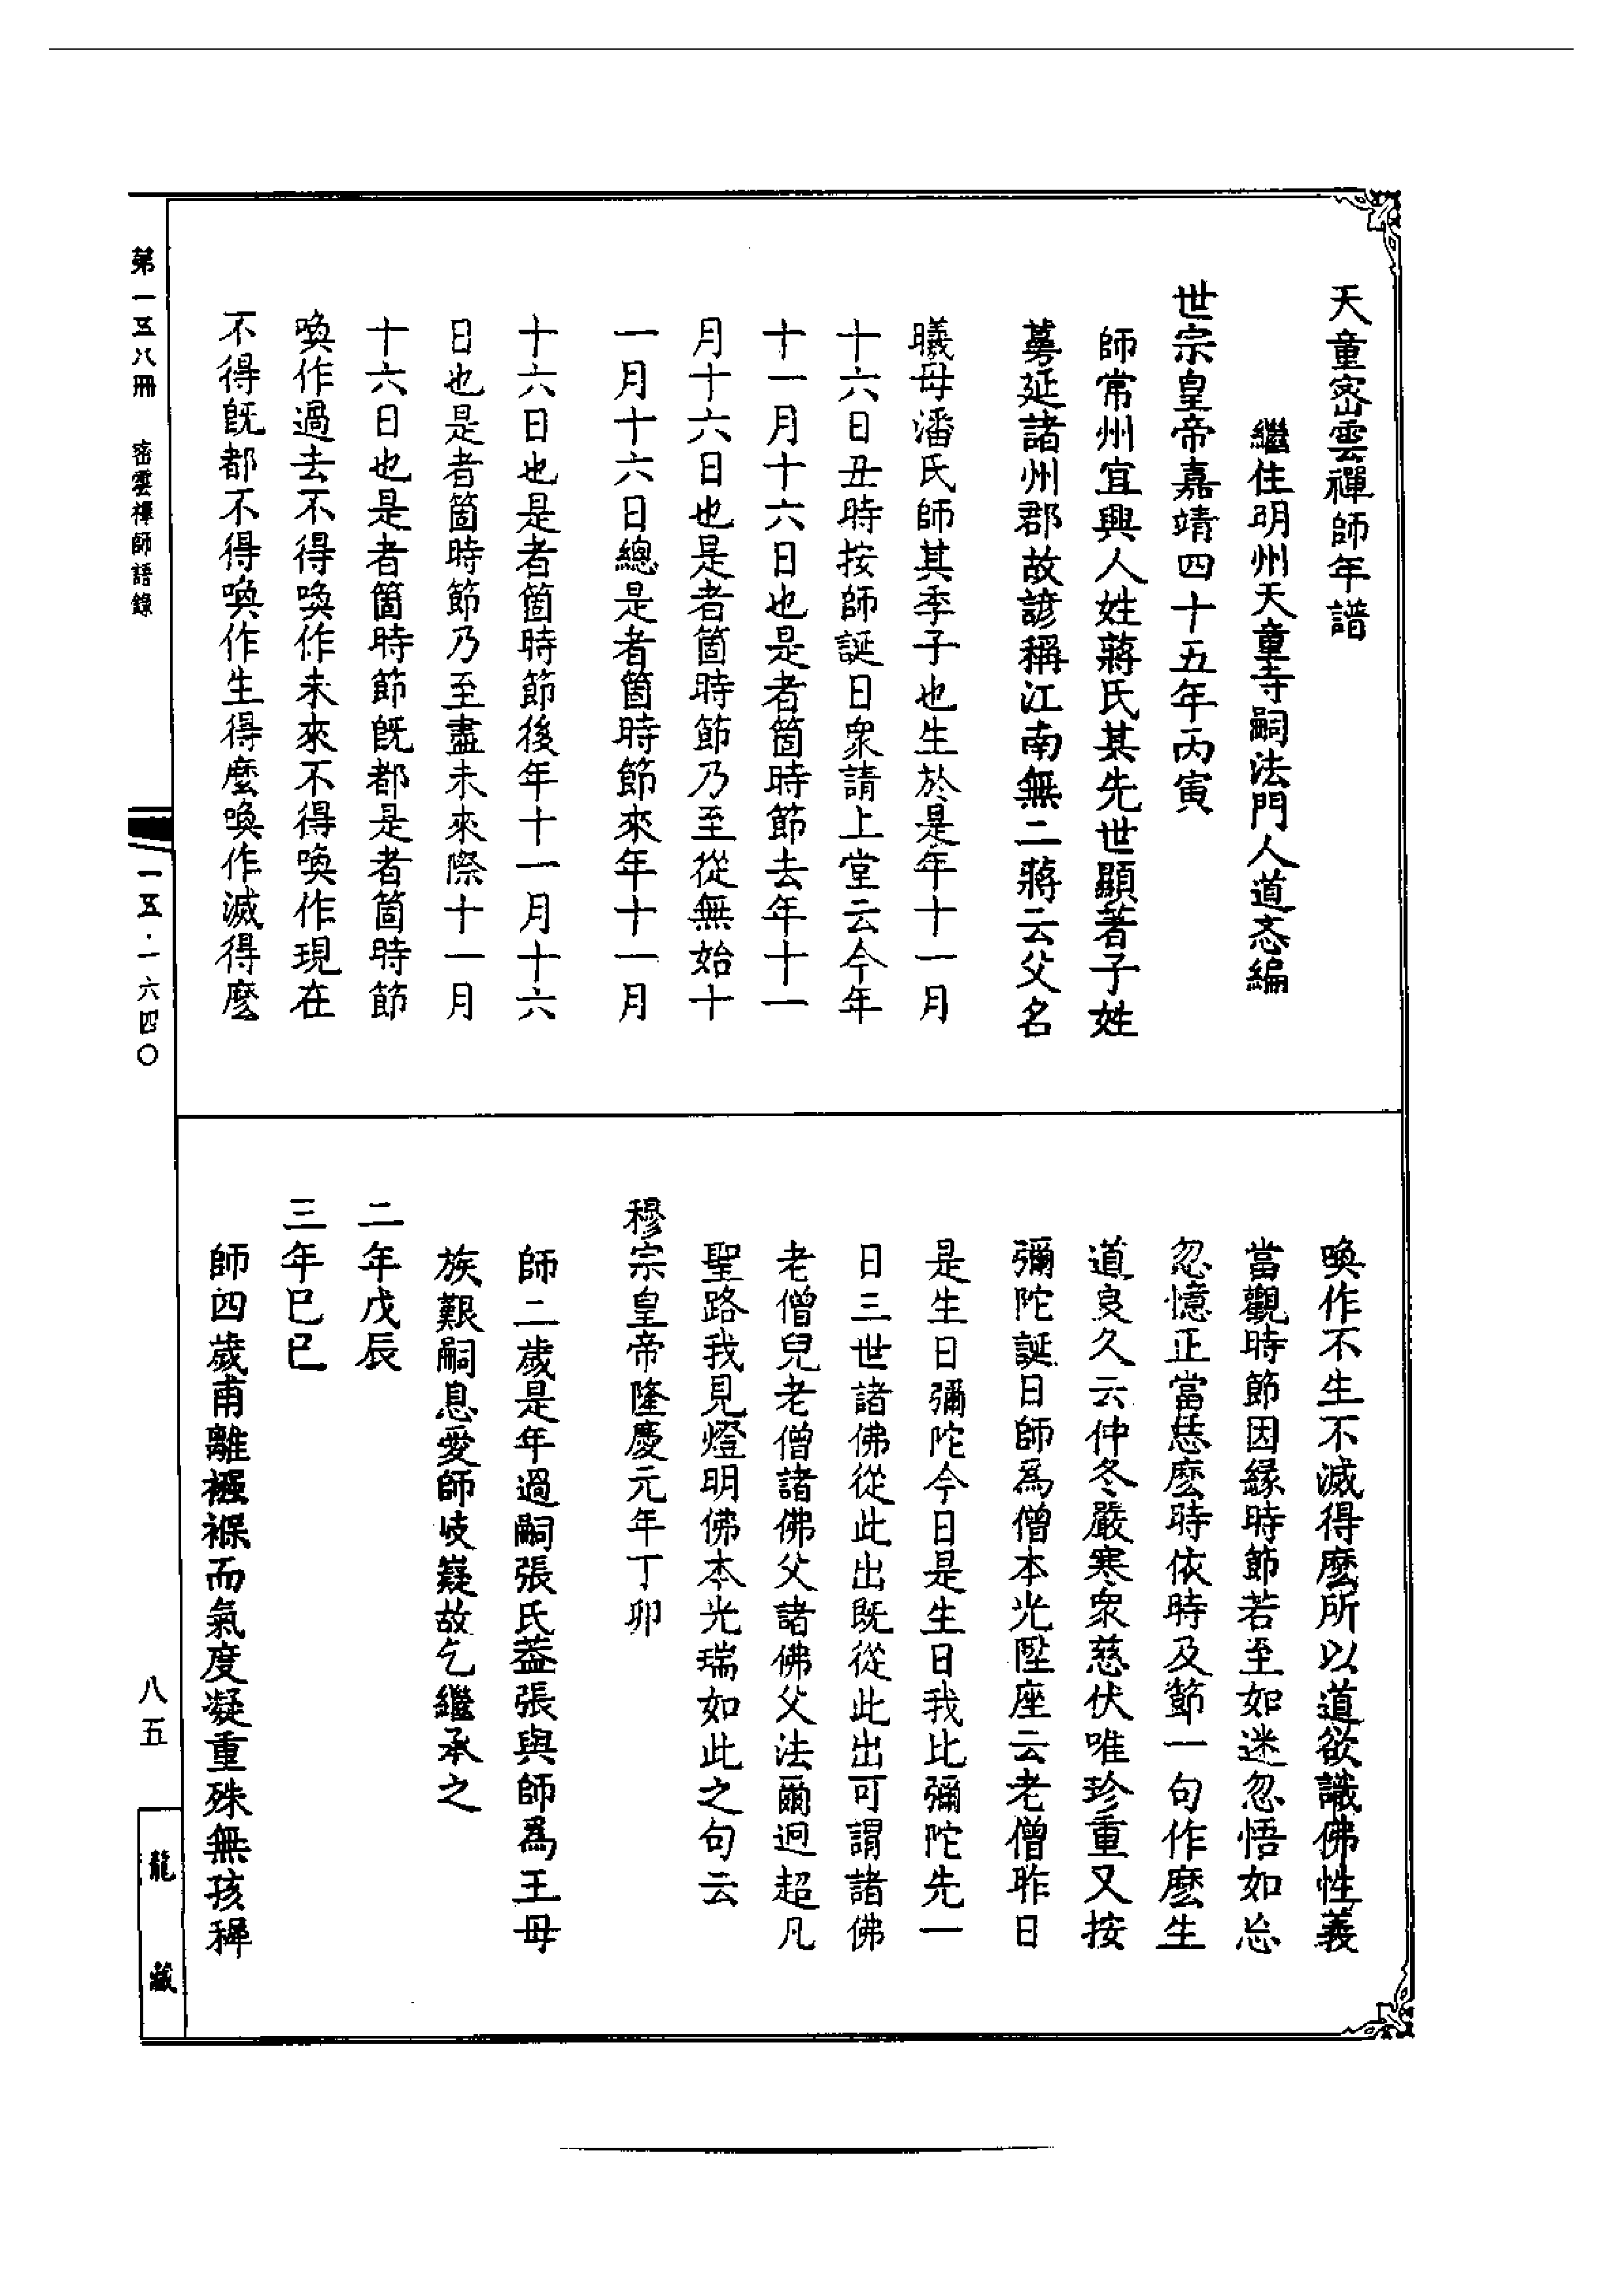 天童密雲禪師年譜
繼住明州天童寺嗣法門人道忞編
世宗皇帝嘉靖四十五年丙寅
師常州宜興人姓蔣氏其先世顯著子姓
蔓延諸州郡故諺稱江南無二蔣云父名
曦母潘氏師其季子也生於是年十一月
十六日丑時按師誕日衆請上堂云今年
十一月十六日也是者箇時節去年十一
月十六日也是者箇時節乃至從無始十
一月十六日總是者箇時節來年十一月
十六日也是者箇時節後年十一月十六
日也是者箇時節乃至盡未來際十一月
十六日也是者箇時節旣都是者箇時節
喚作過去不得喚作未來不得喚作現在
不得旣都不得喚作生得麼喚作滅得麼
喚作不生不滅得麼所以道欲識佛性義
當觀時節因緣時節若至如迷忽悟如忘
忽憶正當恁麼時依時及節一句作麼生
道良久云仲冬嚴寒衆慈伏唯珍重又按
彌陀誕日師爲僧本光陞座云老僧昨日
是生日彌陀今日是生日我比彌陀先一
日三世諸佛從此出既從此出可謂諸佛
老僧兒老僧諸佛父諸佛父法爾迥超凡
聖路我見燈明佛本光瑞如此之句云
穆宗皇帝隆慶元年丁卯
師二歲是年過嗣張氏葢張與師爲王母
族艱嗣息愛師岐嶷故乞繼承之
二年戊辰
三年巳巳
師四歲甫離襁褓而氣度凝重殊無孩穉
第一五八冊　密雲禪師語錄
一五·一六四〇
八五
龍藏